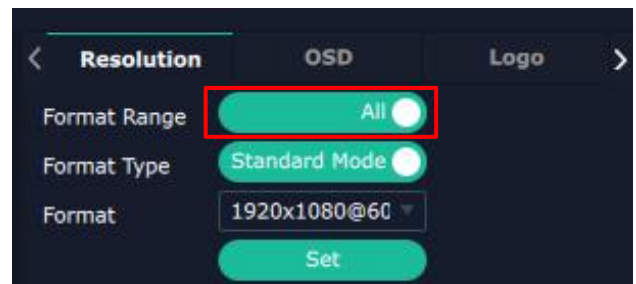 Resolution OSD Logo
Format Range All
Format Type Standard Mode
Format 1920x1080@60
Set